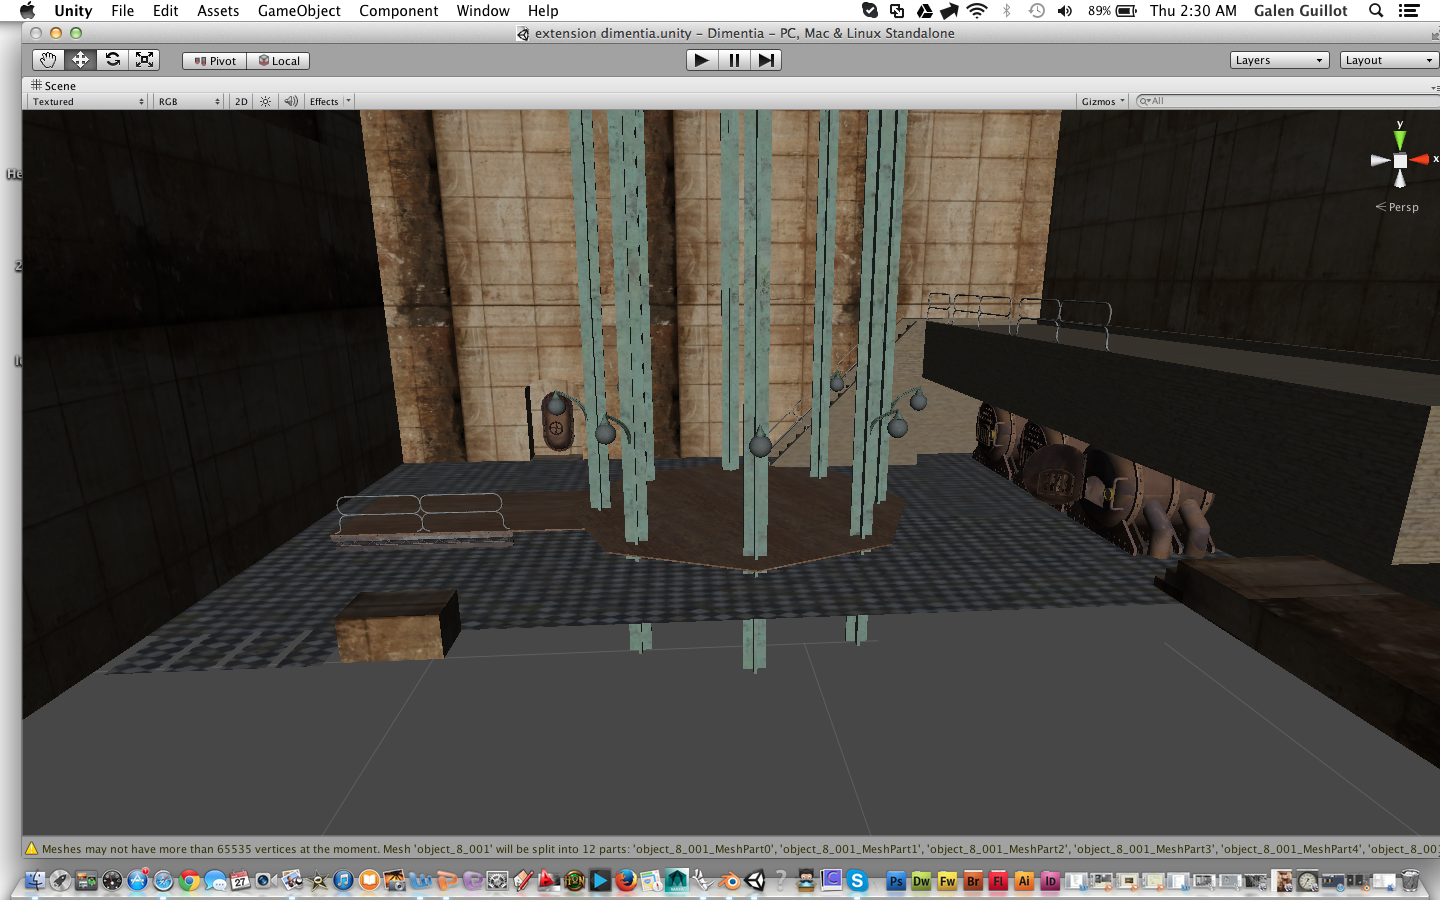 Unity File Edit Assets GameObject Component Window Help 89% Thu 2:30 AM Galen Guillot
extension dimentia.unity - Dimentia - PC, Mac & Linux Standalone
Pivot Local Layers Layout
Scene
Textured RGB 2D Effects Gizmos All
y
x
Persp
He
2
Meshes may not have more than 65535 vertices at the moment. Mesh 'object_8_001' will be split into 12 parts: 'object_8_001_MeshPart0', 'object_8_001_MeshPart1', 'object_8_001_MeshPart2', 'object_8_001_MeshPart3', 'object_8_001_MeshPart4', 'object_8_00
27 Ps Dw Fw Br Fl Ai Id